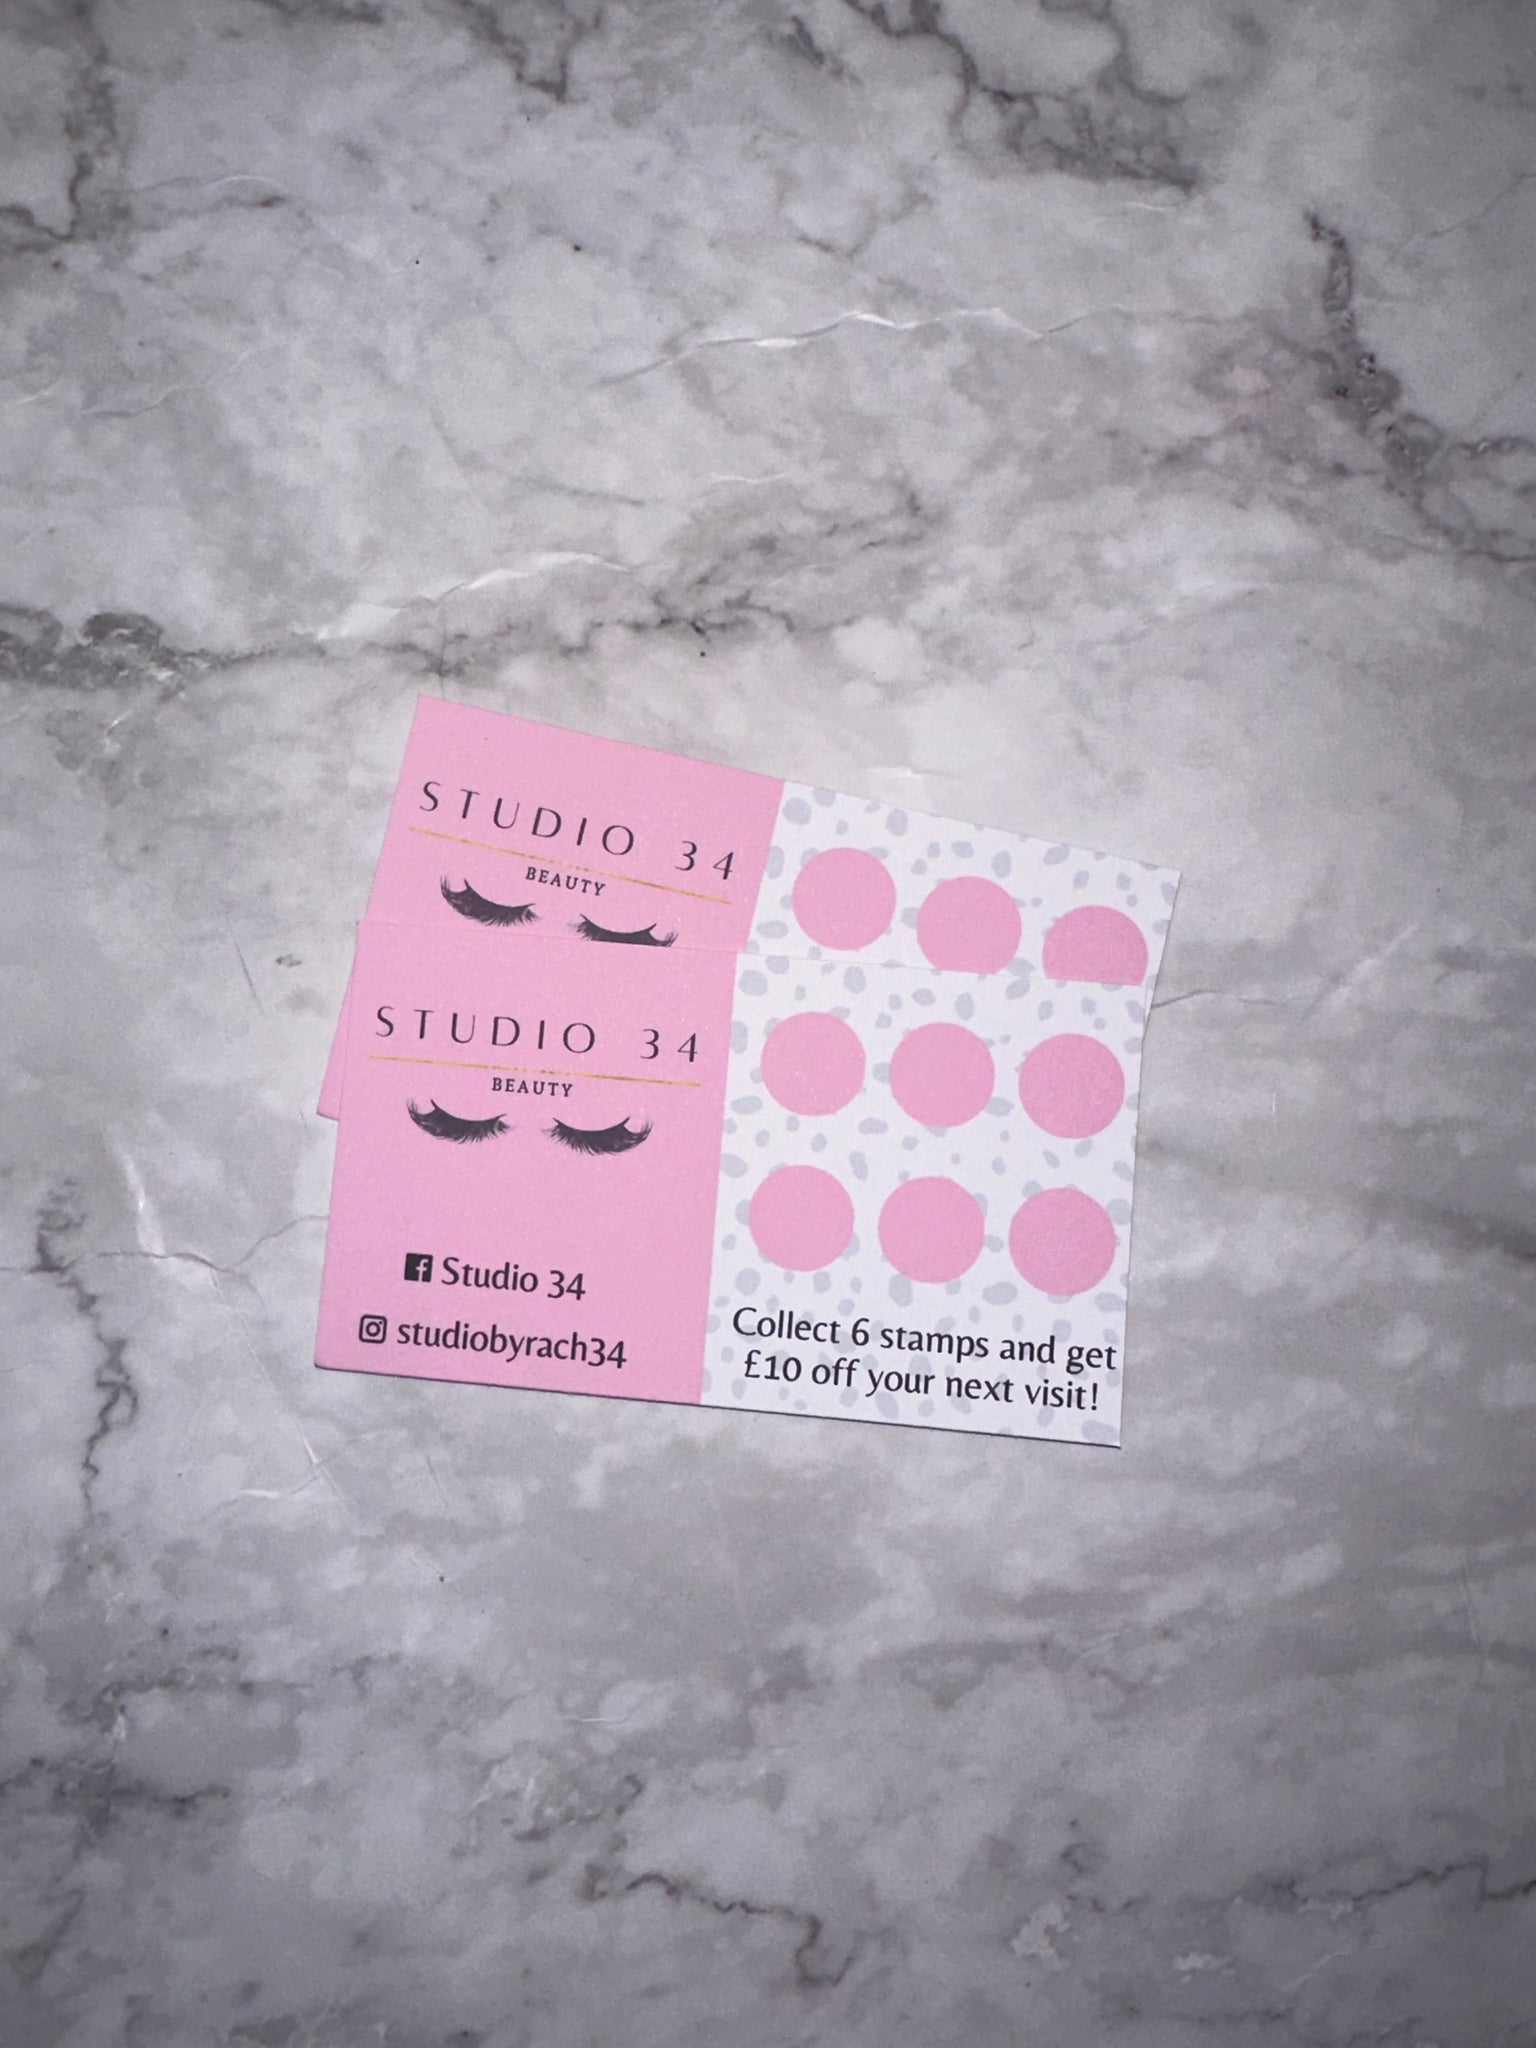 STUDIO 34
BEAUTY
STUDIO 34
BEAUTY
Studio 34
studiobyrach34
Collect 6 stamps and get
£10 off your next visit!